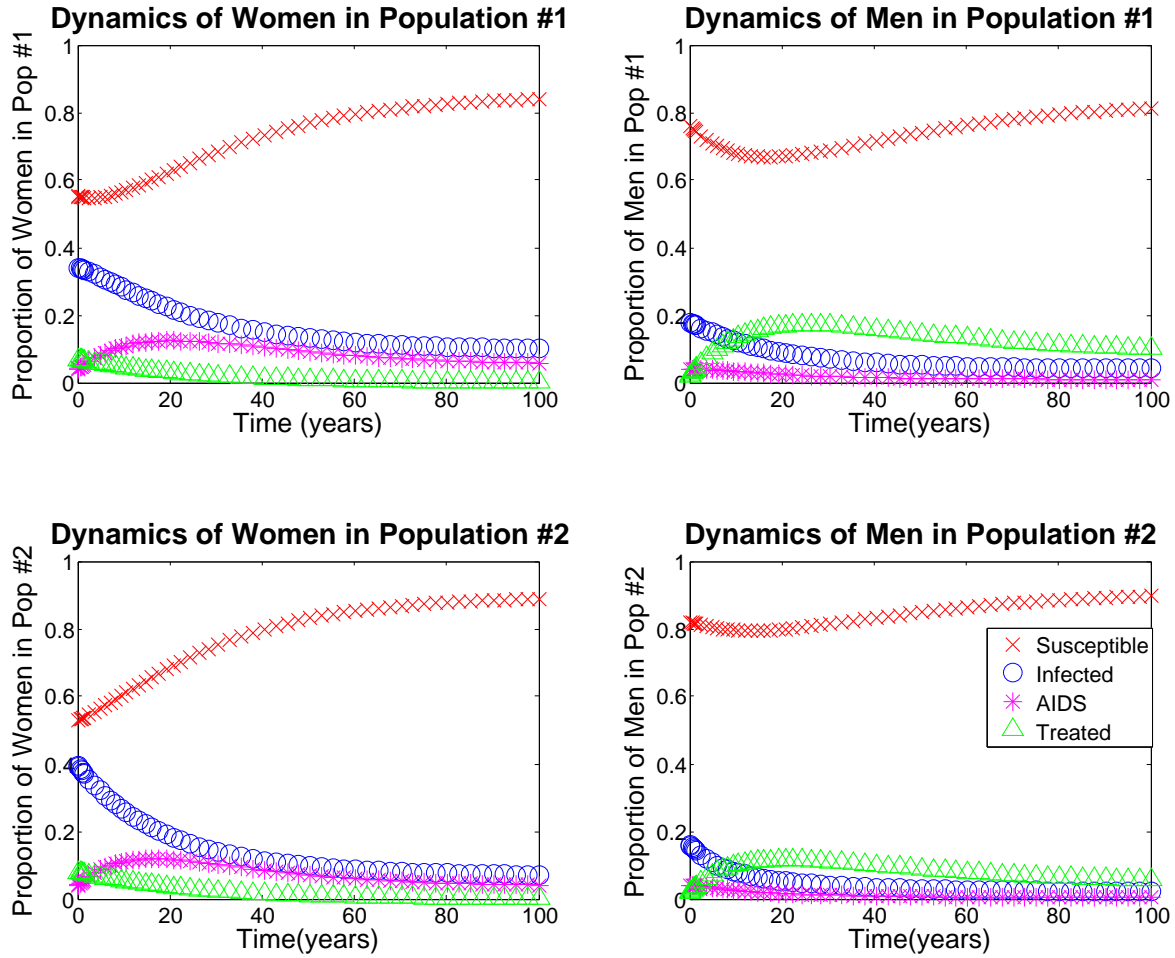 Dynamics of Women in Population #1
Proportion of Women in Pop #1
1
0.8
0.6
0.4
0.2
0
0 20 40 60 80 100
Time (years)
Dynamics of Men in Population #1
Proportion of Men in Pop #1
1
0.8
0.6
0.4
0.2
0
0 20 40 60 80 100
Time(years)
Dynamics of Women in Population #2
Proportion of Women in Pop #2
1
0.8
0.6
0.4
0.2
0
0 20 40 60 80 100
Time(years)
Dynamics of Men in Population #2
Proportion of Men in Pop #2
1
0.8
0.6
0.4
0.2
0
0 20 40 60 80 100
Time(years)
Susceptible
Infected
AIDS
Treated